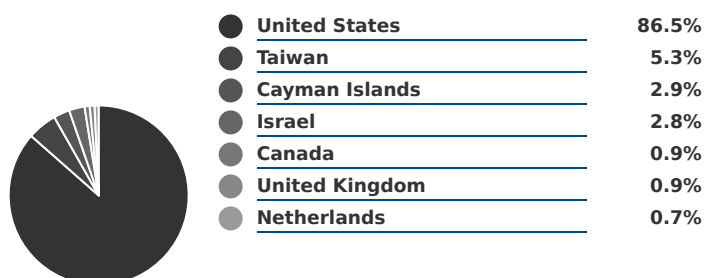 United States 86.5%
Taiwan 5.3%
Cayman Islands 2.9%
Israel 2.8%
Canada 0.9%
United Kingdom 0.9%
Netherlands 0.7%